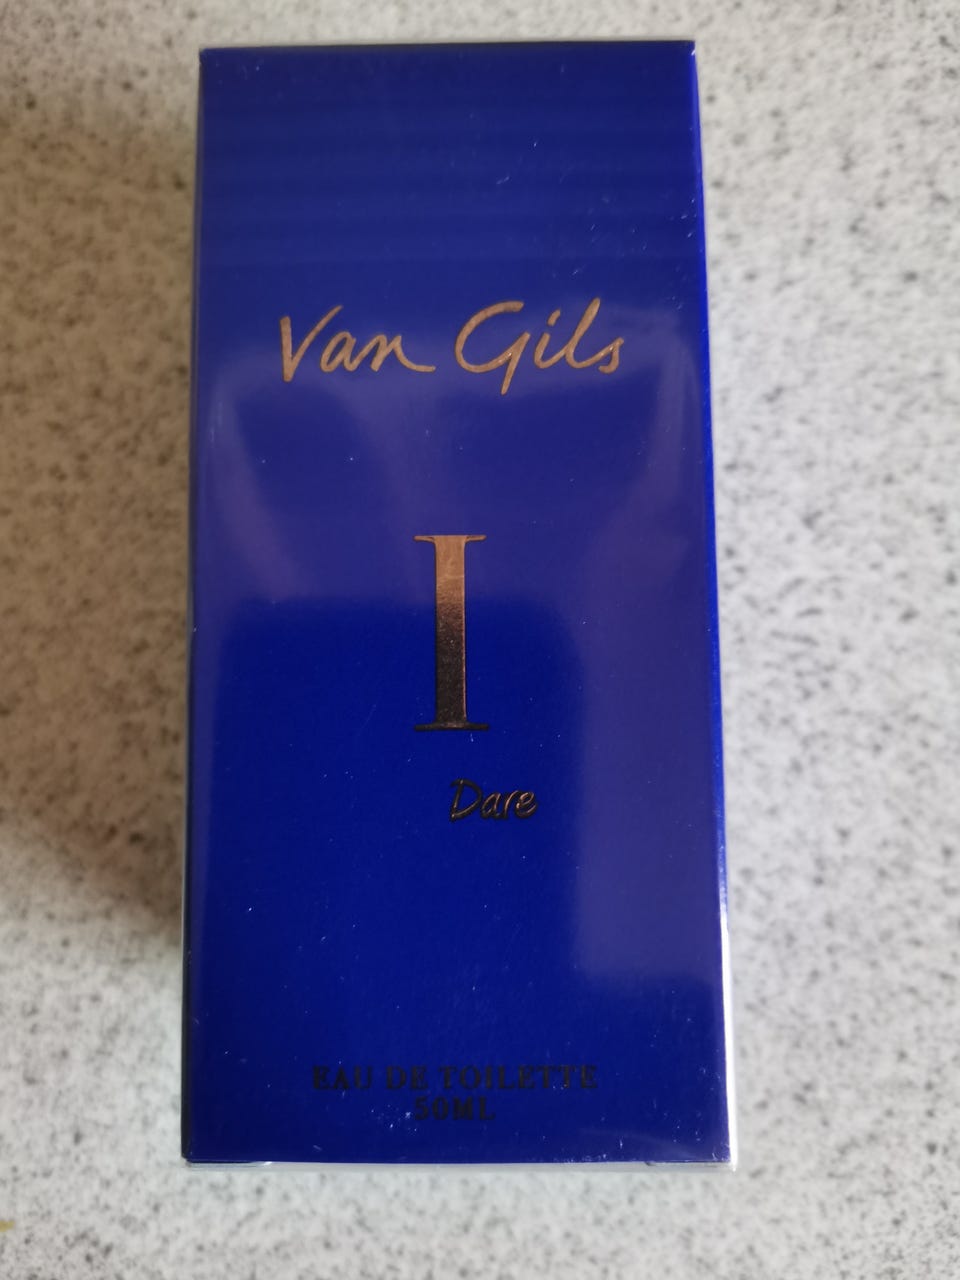 Van Gils
I
Dare
EAU DE TOILETTE
50ML